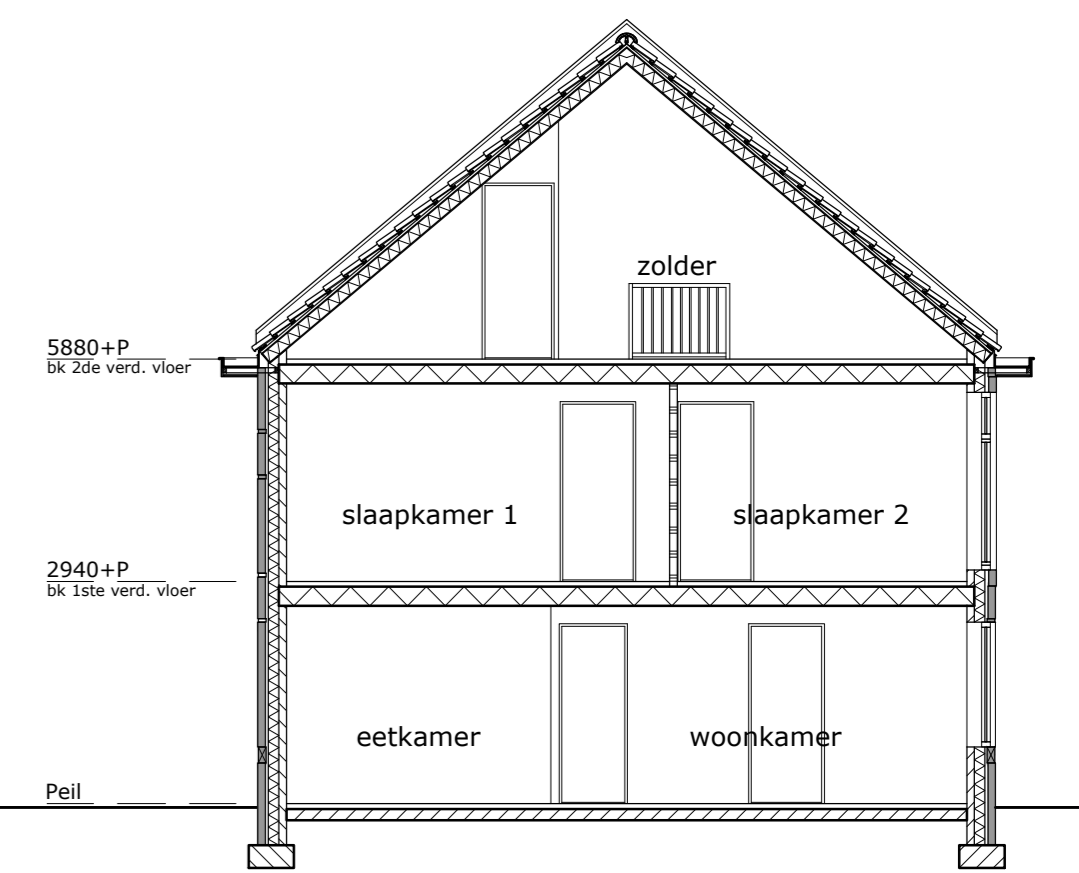 zolder
5880+P
bk 2de verd. vloer
slaapkamer 1
slaapkamer 2
2940+P
bk 1ste verd. vloer
eetkamer
woonkamer
Peil